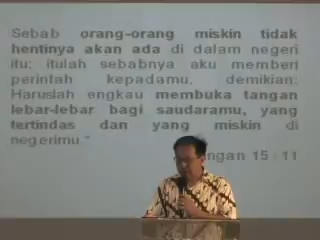 Sebab orang-orang miskin tidak
hentinya akan ada di dalam negeri
itu; itulah sebabnya aku memberi
perintah kepadamu, demikian:
Haruslah engkau membuka tangan
lebar-lebar bagi saudaramu, yang
tertindas dan yang miskin di
negerimu."
ngan 15 : 11